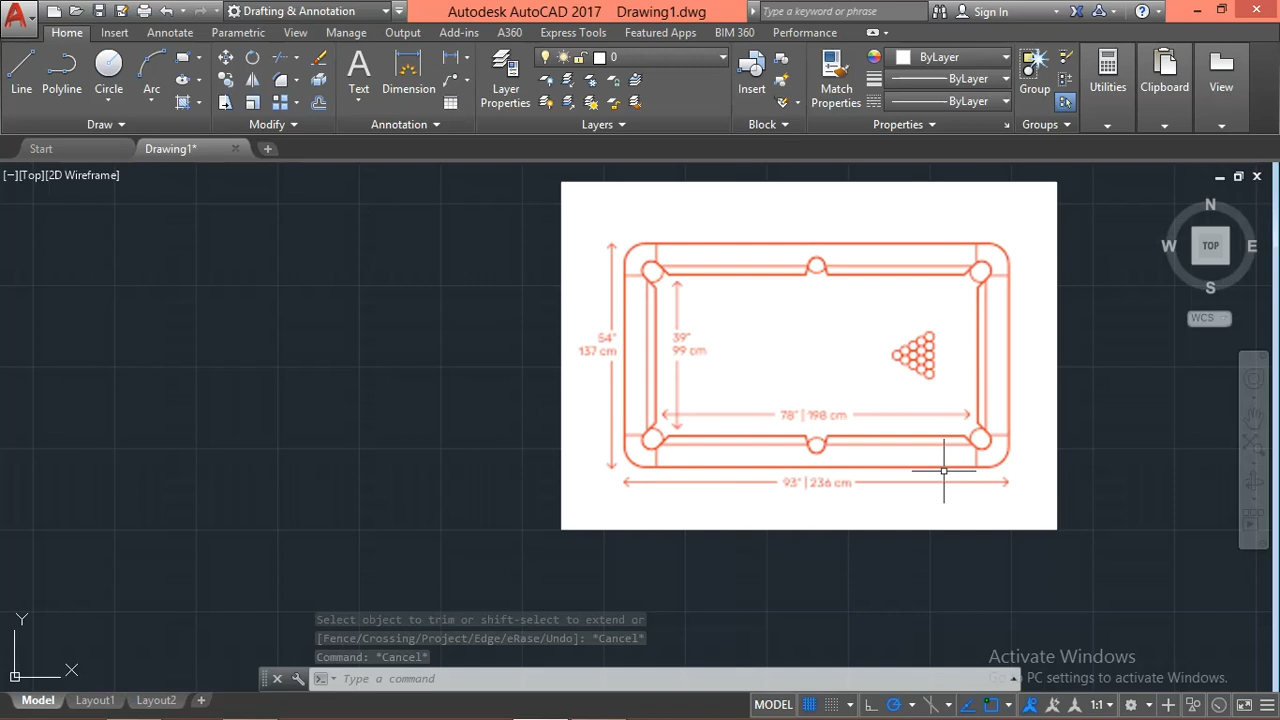 Drafting & Annotation
Autodesk AutoCAD 2017 Drawing1.dwg
Type a keyword or phrase
Sign In
Home Insert Annotate Parametric View Manage Output Add-ins A360 Express Tools Featured Apps BIM 360 Performance
0
ByLayer
ByLayer
ByLayer
Line Polyline Circle Arc
Text Dimension
Layer Properties
Insert
Match Properties
Group
Utilities
Clipboard
View
Draw Modify Annotation Layers Block Properties Groups
Start Drawing1*
[−][Top][2D Wireframe]
N
W TOP E
S
WCS
54"
137 cm
39"
99 cm
78" | 198 cm
93" | 236 cm
Select object to trim or shift-select to extend or
[Fence/Crossing/Project/Edge/eRase/Undo]: *Cancel*
Command: *Cancel*
Type a command
Y
X
Activate Windows
Go to PC settings to activate Windows.
Model Layout1 Layout2
MODEL
1:1